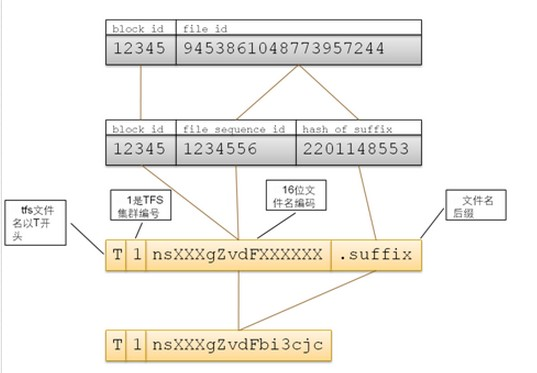 block id file id
12345 9453861048773957244
block id file sequence id hash of suffix
12345 1234556 2201148553
tfs文件
名以T开
头
1是TFS
集群编号
16位文
件名编码
文件名
后缀
T 1 nsXXXgZvdFXXXXXX .suffix
T 1 nsXXXgZvdFbi3cjc